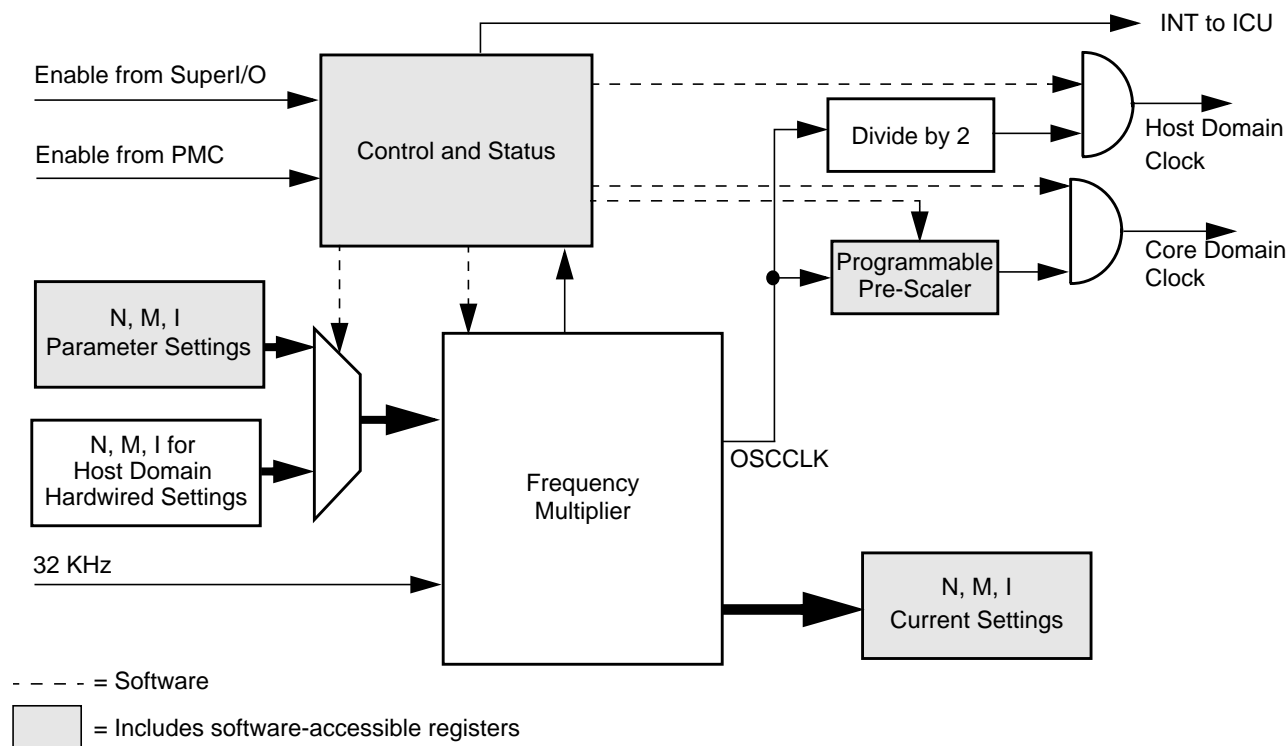 INT to ICU
Enable from SuperI/O
Enable from PMC
Control and Status
Divide by 2
Host Domain
Clock
Programmable
Pre-Scaler
Core Domain
Clock
N, M, I
Parameter Settings
N, M, I for
Host Domain
Hardwired Settings
OSCCLK
Frequency
Multiplier
32 KHz
N, M, I
Current Settings
= Software
= Includes software-accessible registers